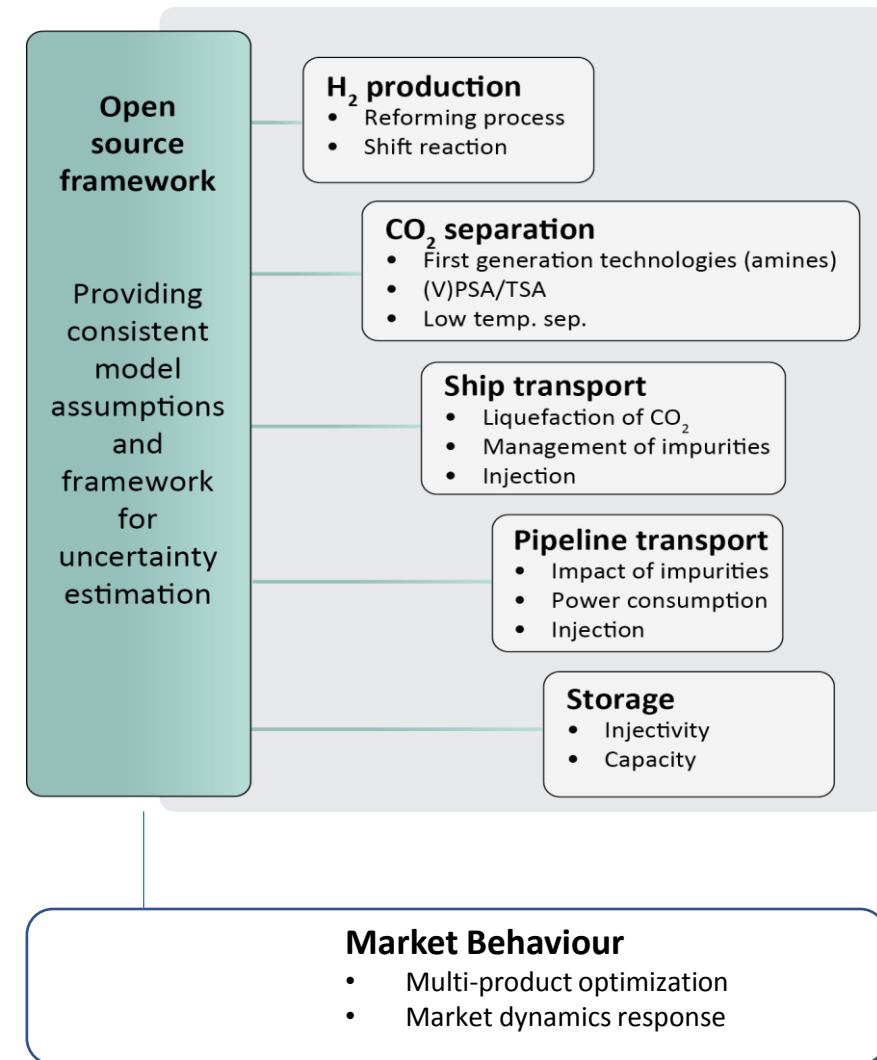 Open
source
framework
Providing
consistent
model
assumptions
and
framework
for
uncertainty
estimation
H₂ production
• Reforming process
• Shift reaction
CO₂ separation
• First generation technologies (amines)
• (V)PSA/TSA
• Low temp. sep.
Ship transport
• Liquefaction of CO₂
• Management of impurities
• Injection
Pipeline transport
• Impact of impurities
• Power consumption
• Injection
Storage
• Injectivity
• Capacity
Market Behaviour
• Multi-product optimization
• Market dynamics response